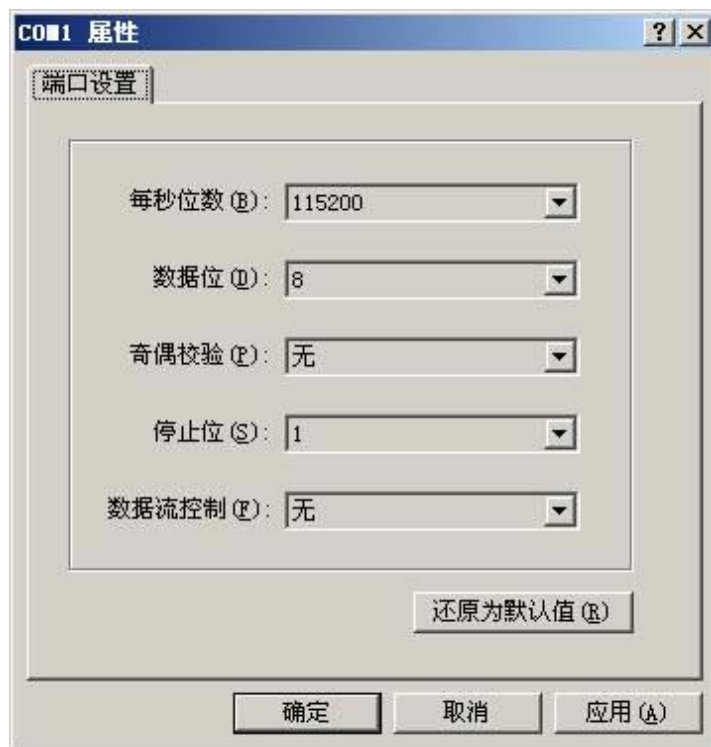 COM1 属性
端口设置
每秒位数(B): 115200
数据位(D): 8
奇偶校验(P): 无
停止位(S): 1
数据流控制(F): 无
还原为默认值(R)
确定 取消 应用(A)